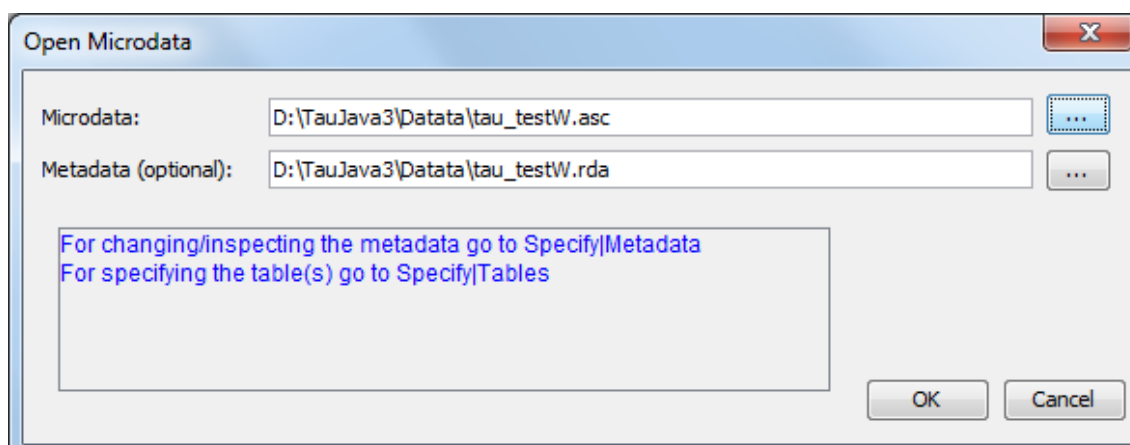 Open Microdata
Microdata: D:\TauJava3\Datata\tau_testW.asc ...
Metadata (optional): D:\TauJava3\Datata\tau_testW.rda ...
For changing/inspecting the metadata go to Specify|Metadata
For specifying the table(s) go to Specify|Tables
OK Cancel